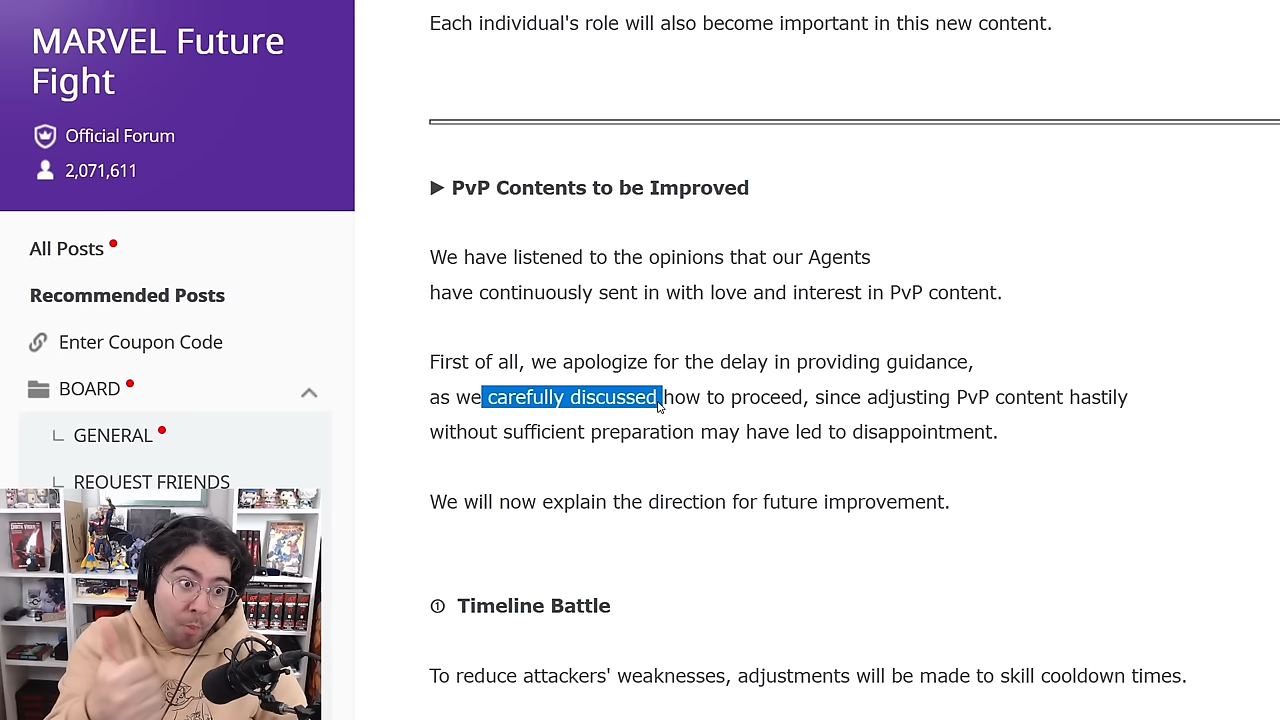 MARVEL Future
Fight
Official Forum
2,071,611
All Posts
Recommended Posts
Enter Coupon Code
BOARD
GENERAL
REQUEST FRIENDS
Each individual's role will also become important in this new content.
▶ PvP Contents to be Improved
We have listened to the opinions that our Agents
have continuously sent in with love and interest in PvP content.
First of all, we apologize for the delay in providing guidance,
as we carefully discussed how to proceed, since adjusting PvP content hastily
without sufficient preparation may have led to disappointment.
We will now explain the direction for future improvement.
① Timeline Battle
To reduce attackers' weaknesses, adjustments will be made to skill cooldown times.